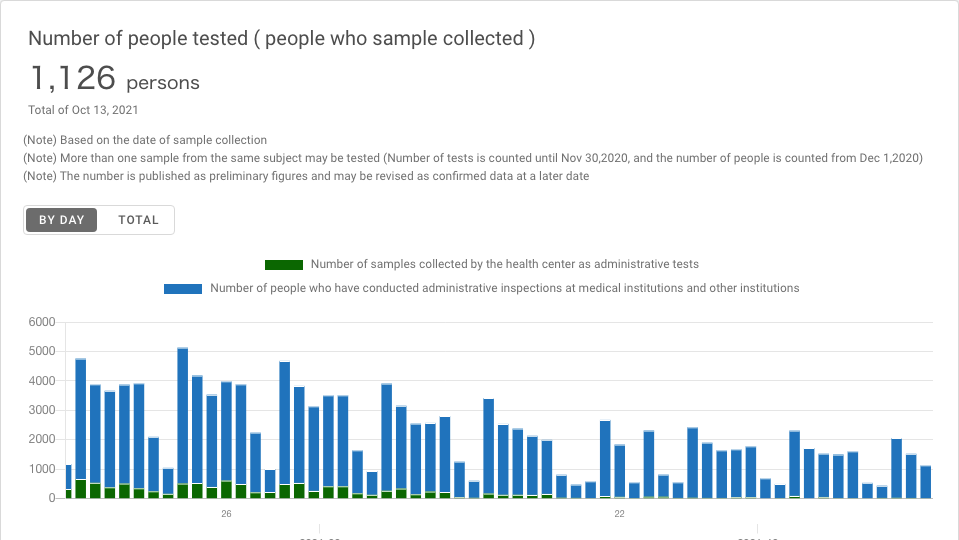 Number of people tested ( people who sample collected )
1,126 persons
Total of Oct 13, 2021
(Note) Based on the date of sample collection
(Note) More than one sample from the same subject may be tested (Number of tests is counted until Nov 30,2020, and the number of people is counted from Dec 1,2020)
(Note) The number is published as preliminary figures and may be revised as confirmed data at a later date
BY DAY TOTAL
Number of samples collected by the health center as administrative tests
Number of people who have conducted administrative inspections at medical institutions and other institutions
6000
5000
4000
3000
2000
1000
0
26 22